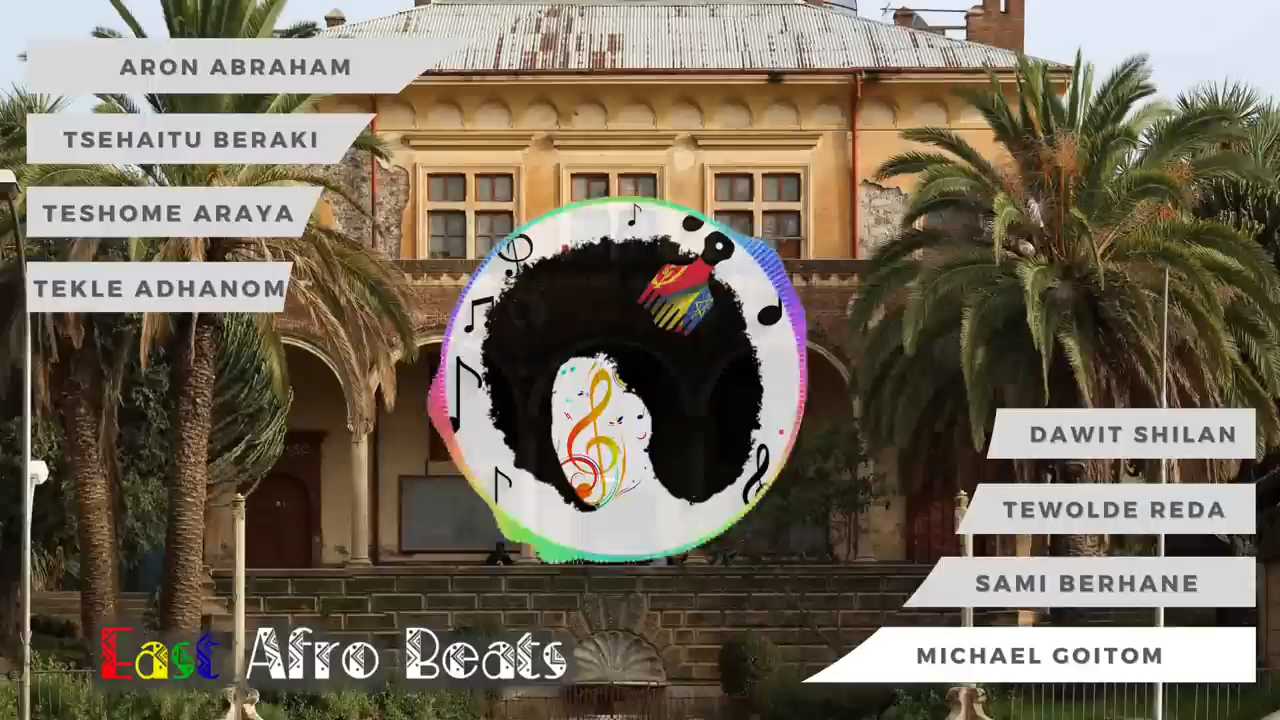 ARON ABRAHAM
TSEHAITU BERAKI
TESHOME ARAYA
TEKLE ADHANOM
DAWIT SHILAN
TEWOLDE REDA
SAMI BERHANE
MICHAEL GOITOM
East Afro Beats